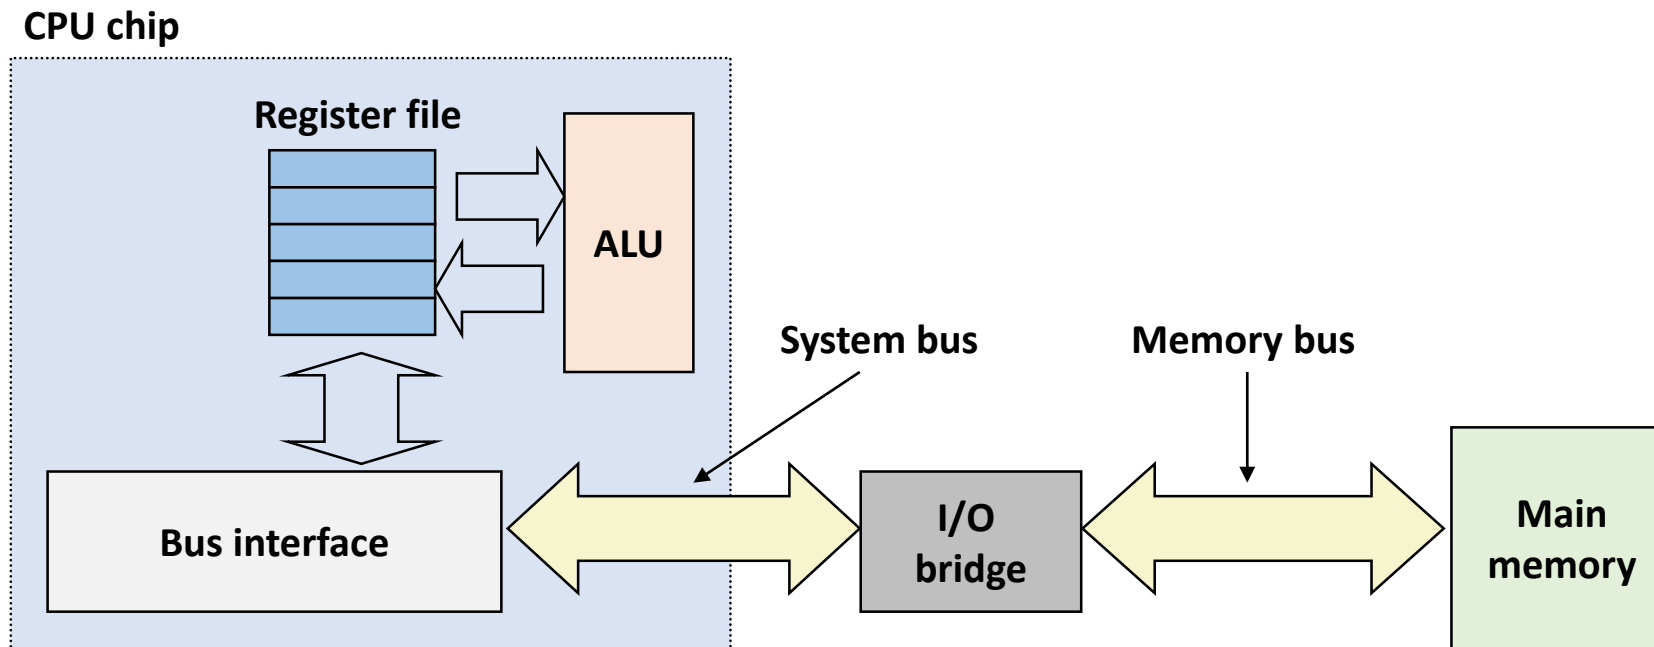 CPU chip
Register file
ALU
System bus
Memory bus
Bus interface
I/O
bridge
Main
memory